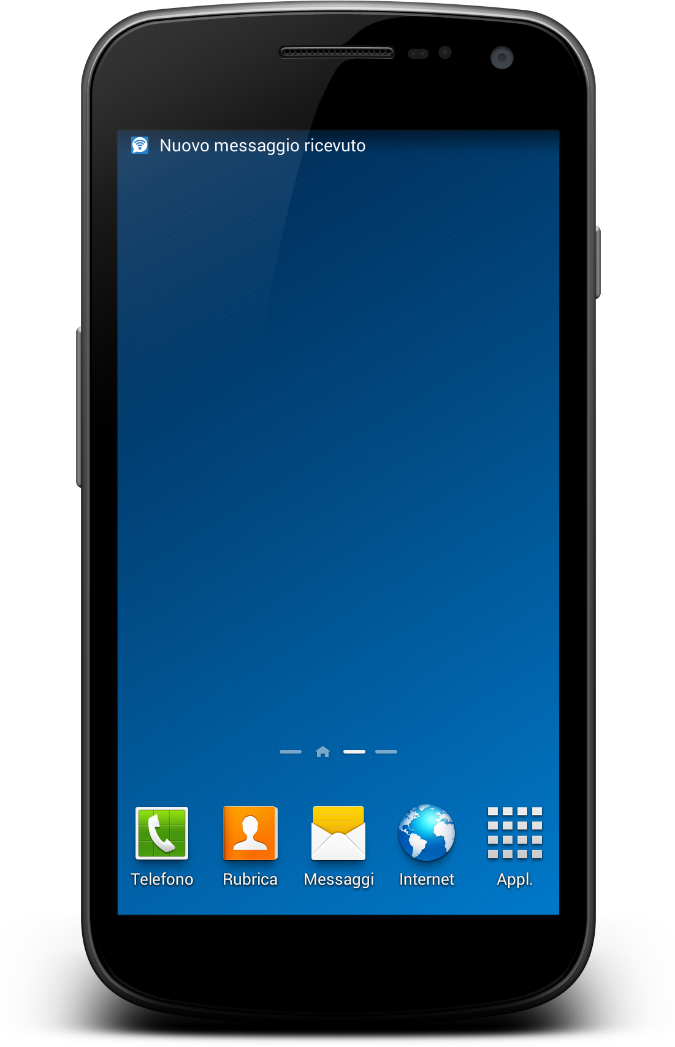 Nuovo messaggio ricevuto
Telefono Rubrica Messaggi Internet Appl.